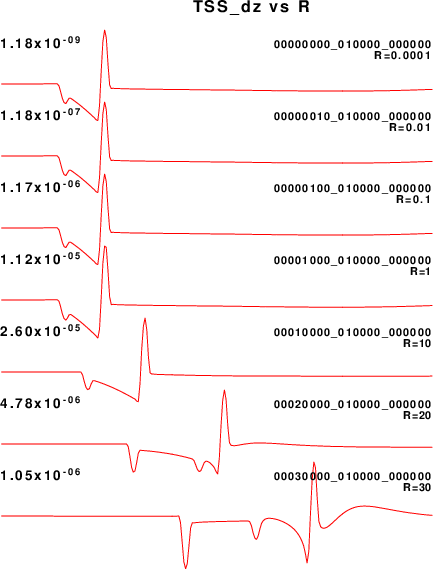 TSS_dz vs R
1.18x10-09 00000000_010000_000000
R=0.0001
1.18x10-07 00000010_010000_000000
R=0.01
1.17x10-06 00000100_010000_000000
R=0.1
1.12x10-05 00001000_010000_000000
R=1
2.60x10-05 00010000_010000_000000
R=10
4.78x10-06 00020000_010000_000000
R=20
1.05x10-06 00030000_010000_000000
R=30